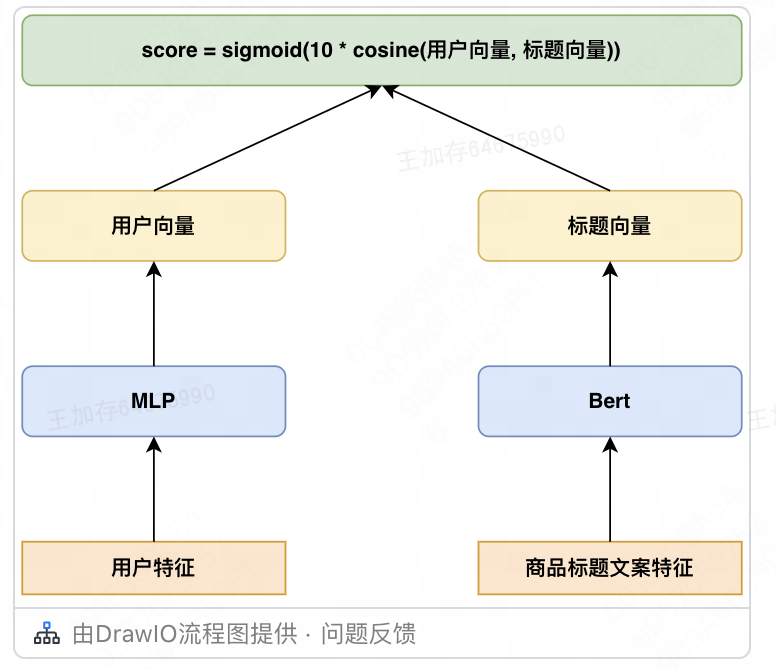 score = sigmoid(10 * cosine(用户向量, 标题向量))
王加存64675990
用户向量
标题向量
MLP
Bert
王加存64675990
用户特征
商品标题文案特征
由DrawIO流程图提供 · 问题反馈